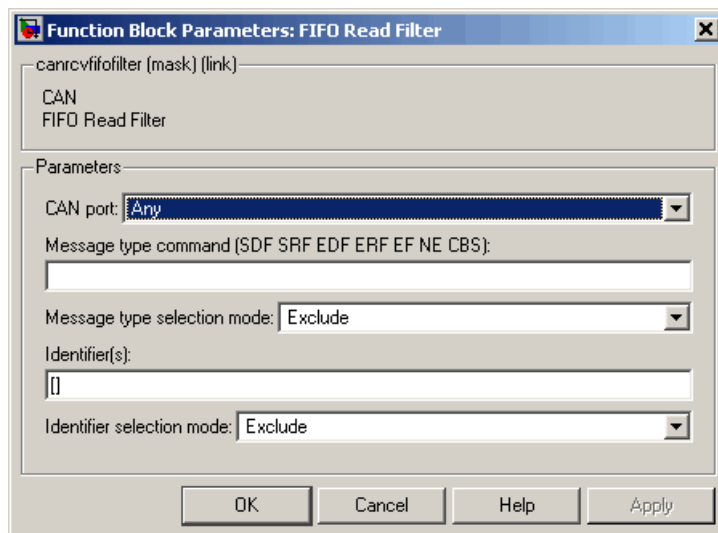 Function Block Parameters: FIFO Read Filter
canrcvfifofilter (mask) (link)
CAN
FIFO Read Filter
Parameters
CAN port: Any
Message type command (SDF SRF EDF ERF EF NE CBS):
Message type selection mode: Exclude
Identifier(s):
[]
Identifier selection mode: Exclude
OK Cancel Help Apply